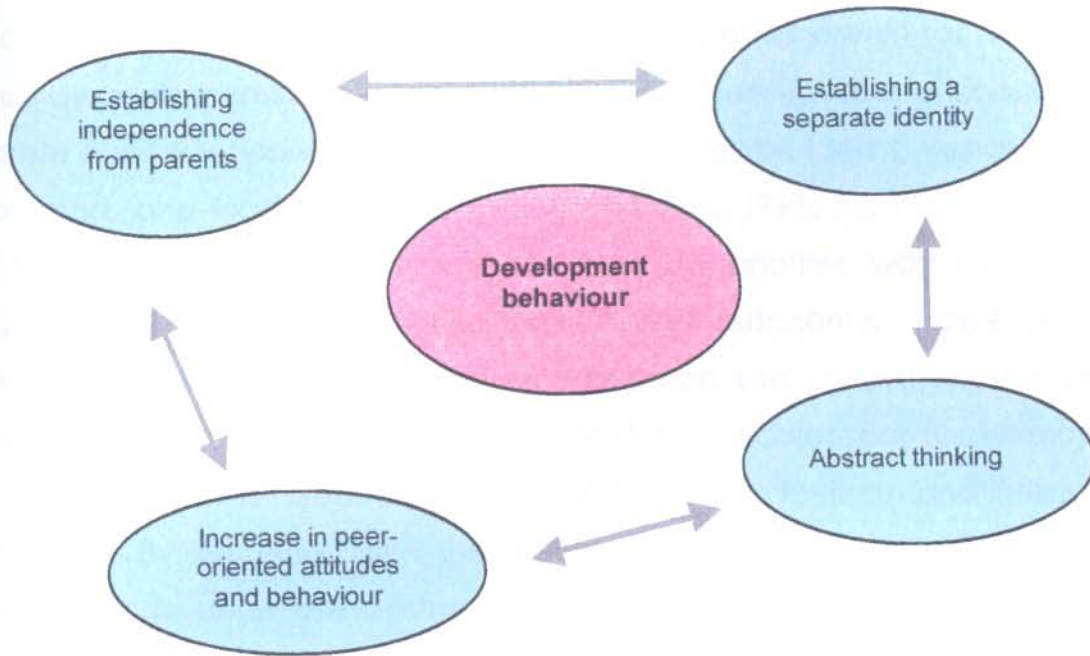 Establishing
independence
from parents
Establishing a
separate identity
Development
behaviour
Abstract thinking
Increase in peer-
oriented attitudes
and behaviour